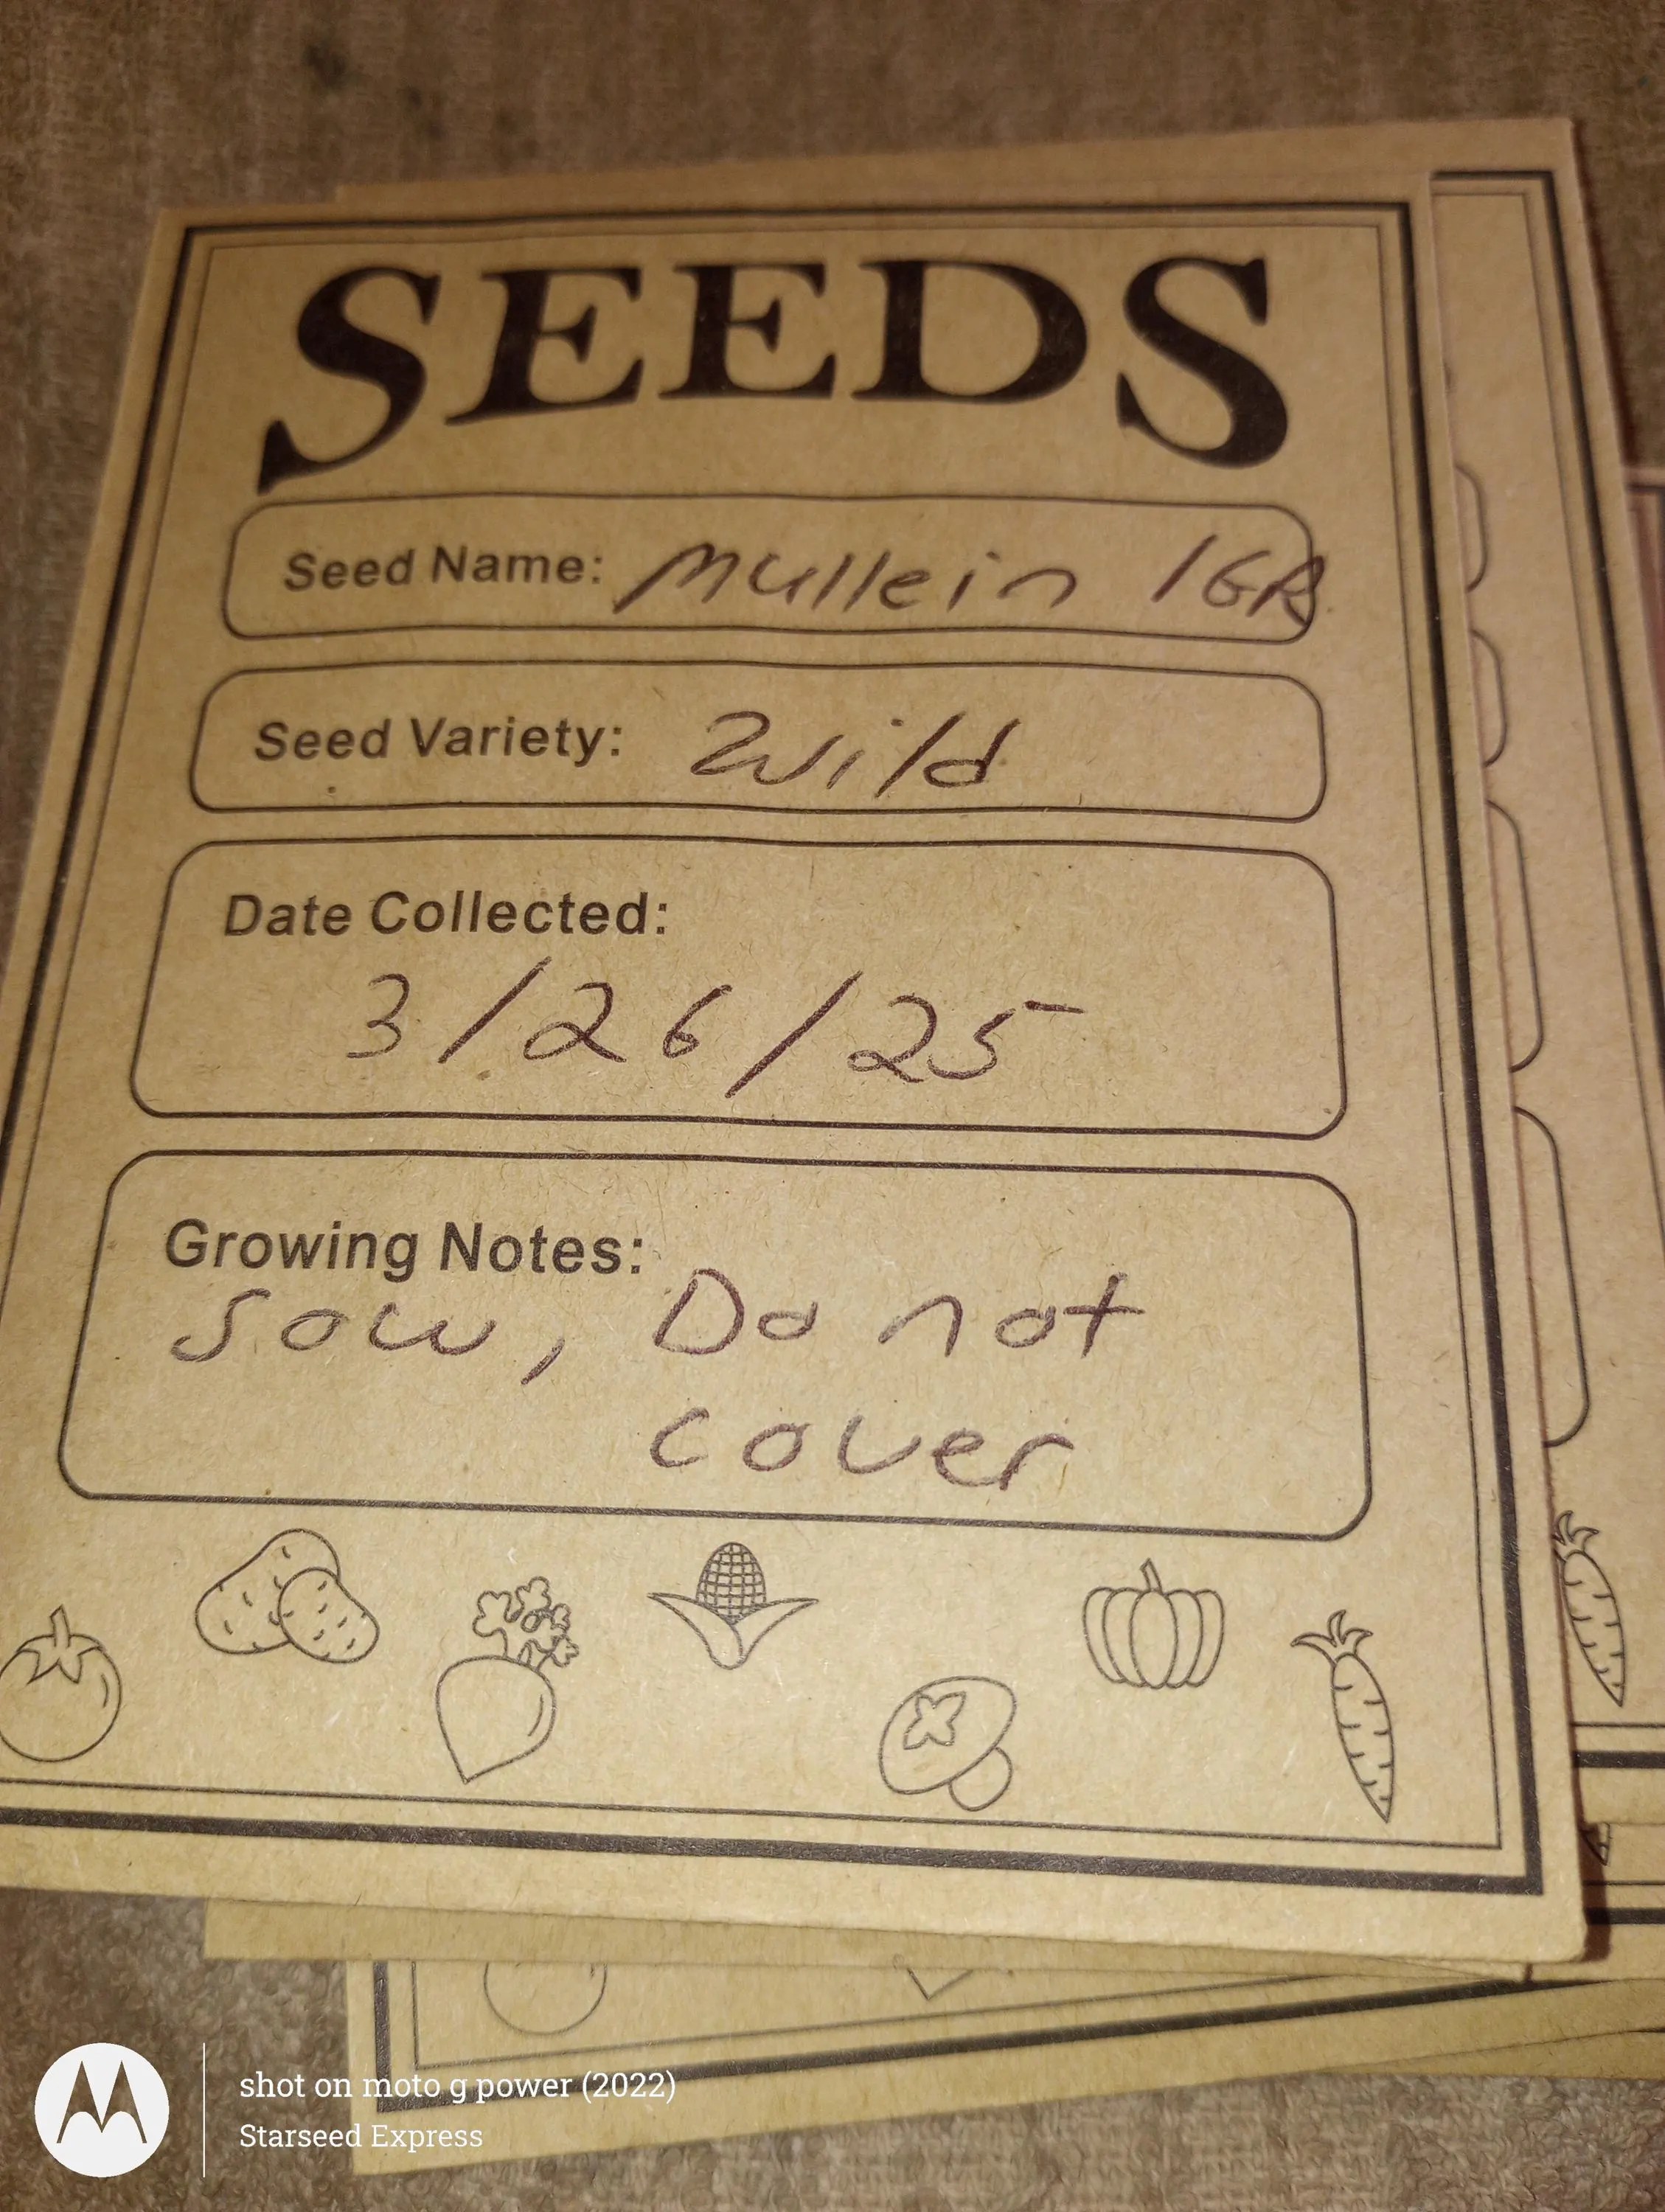 SEEDS
Seed Name: Mullein 1GR
Seed Variety: Wild
Date Collected:
3/26/25
Growing Notes:
Sow, Do not
cover
shot on moto g power (2022)
Starseed Express